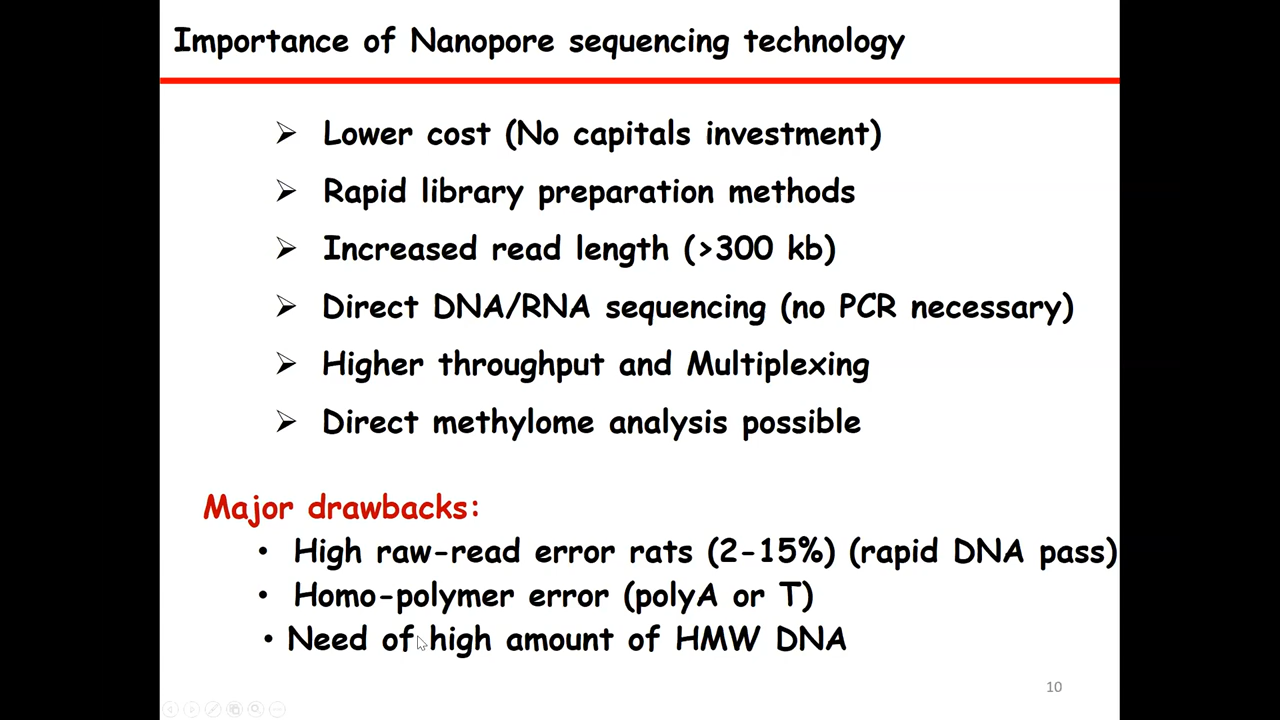 Importance of Nanopore sequencing technology
➢ Lower cost (No capitals investment)
➢ Rapid library preparation methods
➢ Increased read length (>300 kb)
➢ Direct DNA/RNA sequencing (no PCR necessary)
➢ Higher throughput and Multiplexing
➢ Direct methylome analysis possible
Major drawbacks:
• High raw-read error rats (2-15%) (rapid DNA pass)
• Homo-polymer error (polyA or T)
• Need of high amount of HMW DNA
10